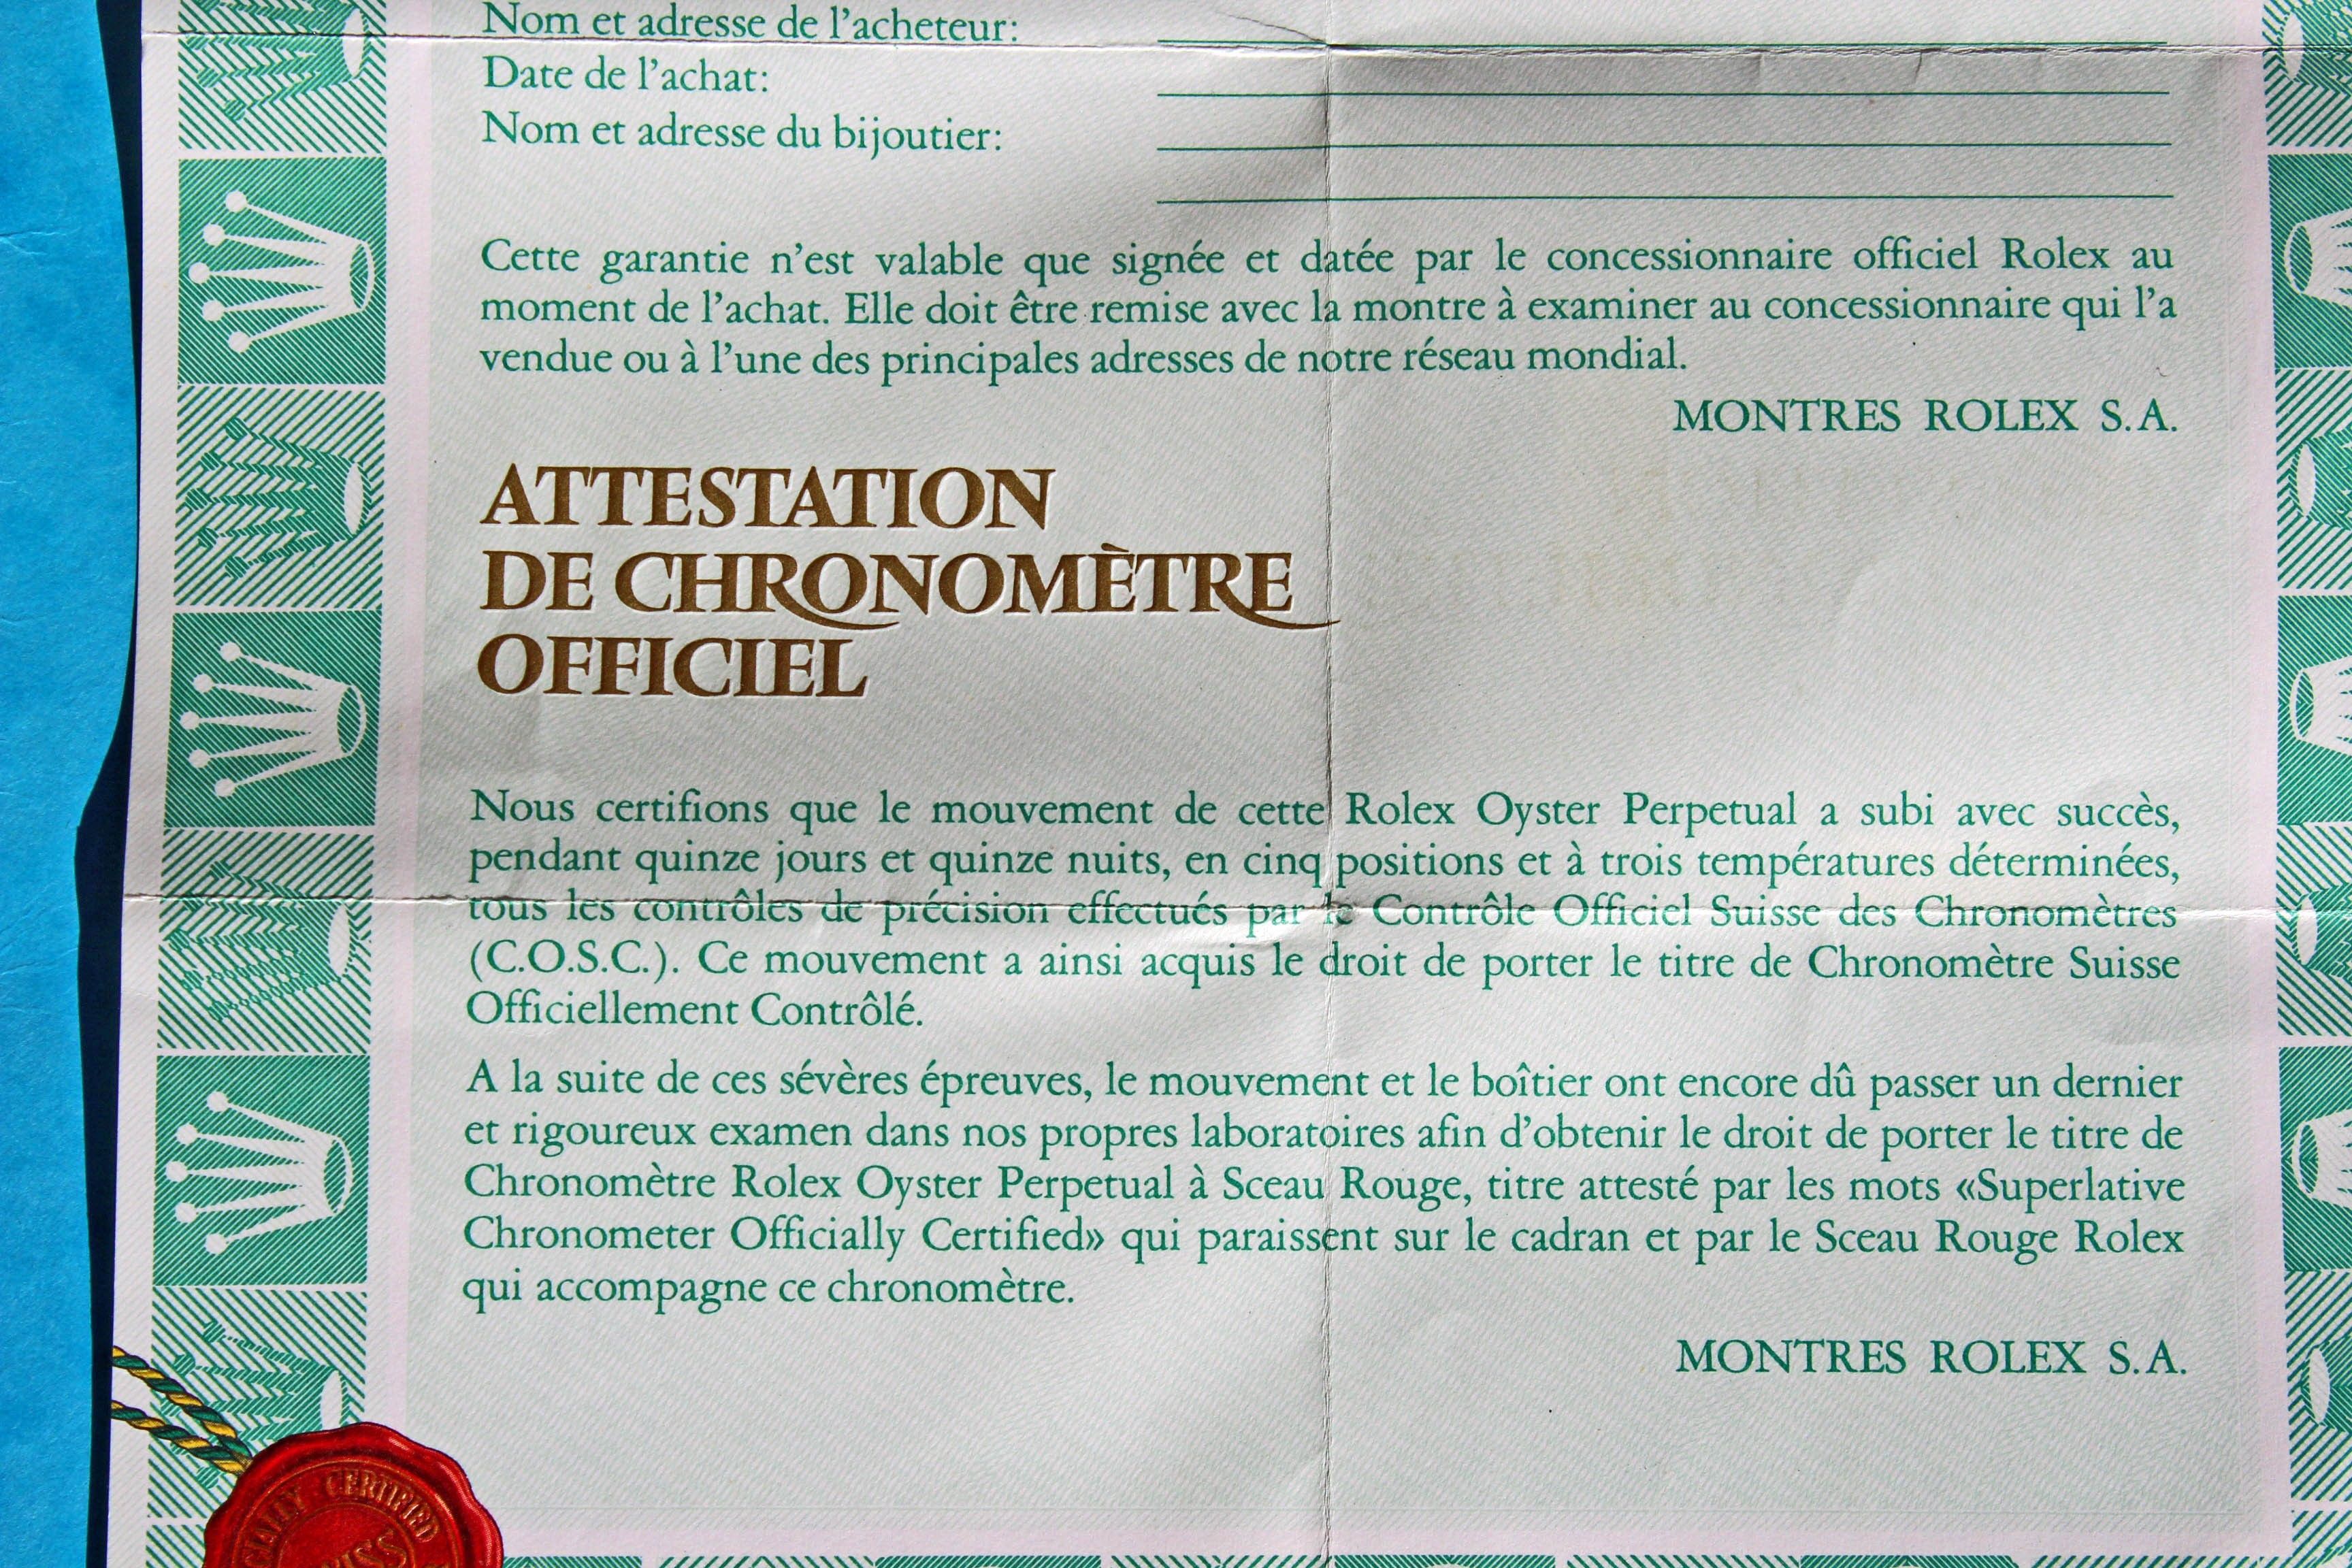 Nom et adresse de l'acheteur:
Date de l'achat:
Nom et adresse du bijoutier:
Cette garantie n'est valable que signée et datée par le concessionnaire officiel Rolex au
moment de l'achat. Elle doit être remise avec la montre à examiner au concessionnaire qui l'a
vendue ou à l'une des principales adresses de notre réseau mondial.
MONTRES ROLEX S.A.
ATTESTATION
DE CHRONOMÈTRE
OFFICIEL
Nous certifions que le mouvement de cette Rolex Oyster Perpetual a subi avec succès,
pendant quinze jours et quinze nuits, en cinq positions et à trois températures déterminées,
tous les contrôles de précision effectués par le Contrôle Officiel Suisse des Chronomètres
(C.O.S.C.). Ce mouvement a ainsi acquis le droit de porter le titre de Chronomètre Suisse
Officiellement Contrôlé.
A la suite de ces sévères épreuves, le mouvement et le boîtier ont encore dû passer un dernier
et rigoureux examen dans nos propres laboratoires afin d'obtenir le droit de porter le titre de
Chronomètre Rolex Oyster Perpetual à Sceau Rouge, titre attesté par les mots «Superlative
Chronometer Officially Certified» qui paraissent sur le cadran et par le Sceau Rouge Rolex
qui accompagne ce chronomètre.
MONTRES ROLEX S.A.
CERTIFIED